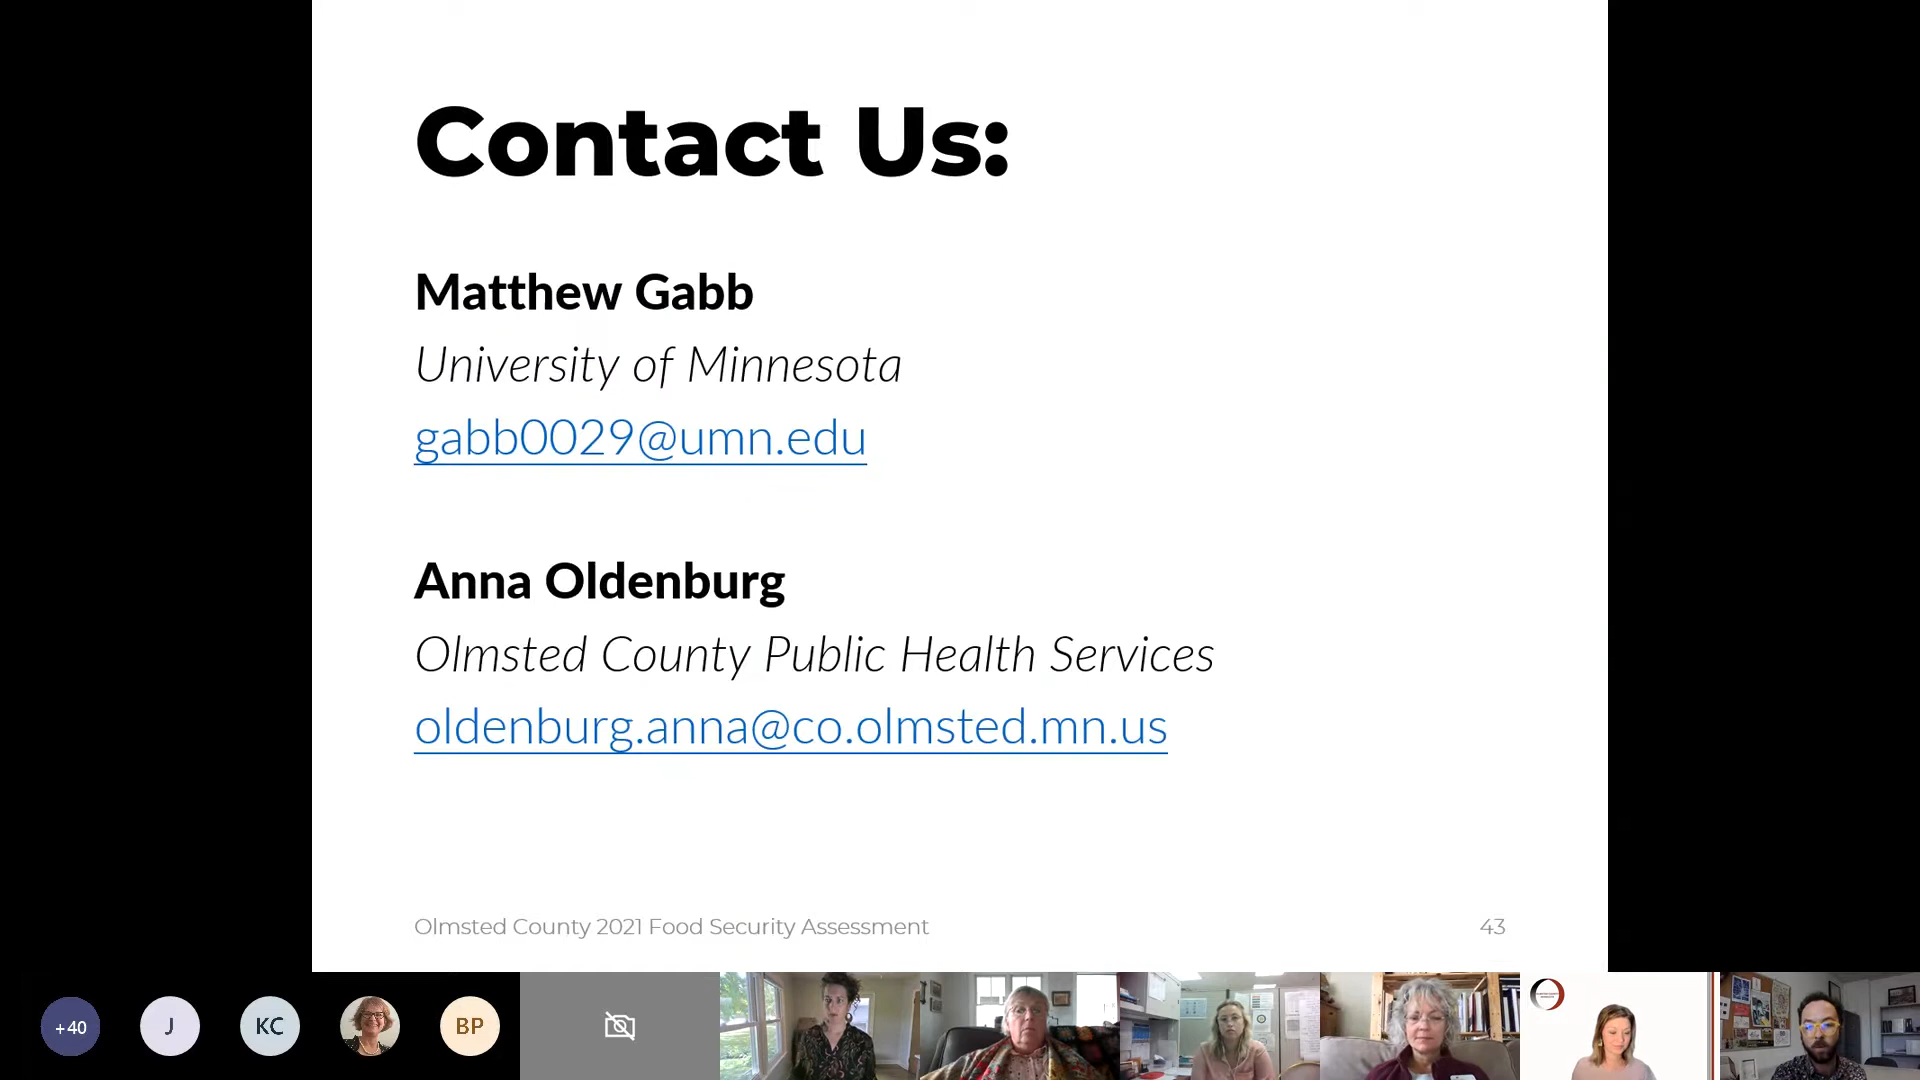 Contact Us:
Matthew Gabb
University of Minnesota
gabb0029@umn.edu
Anna Oldenburg
Olmsted County Public Health Services
oldenburg.anna@co.olmsted.mn.us
Olmsted County 2021 Food Security Assessment
43
+40
J
KC
BP